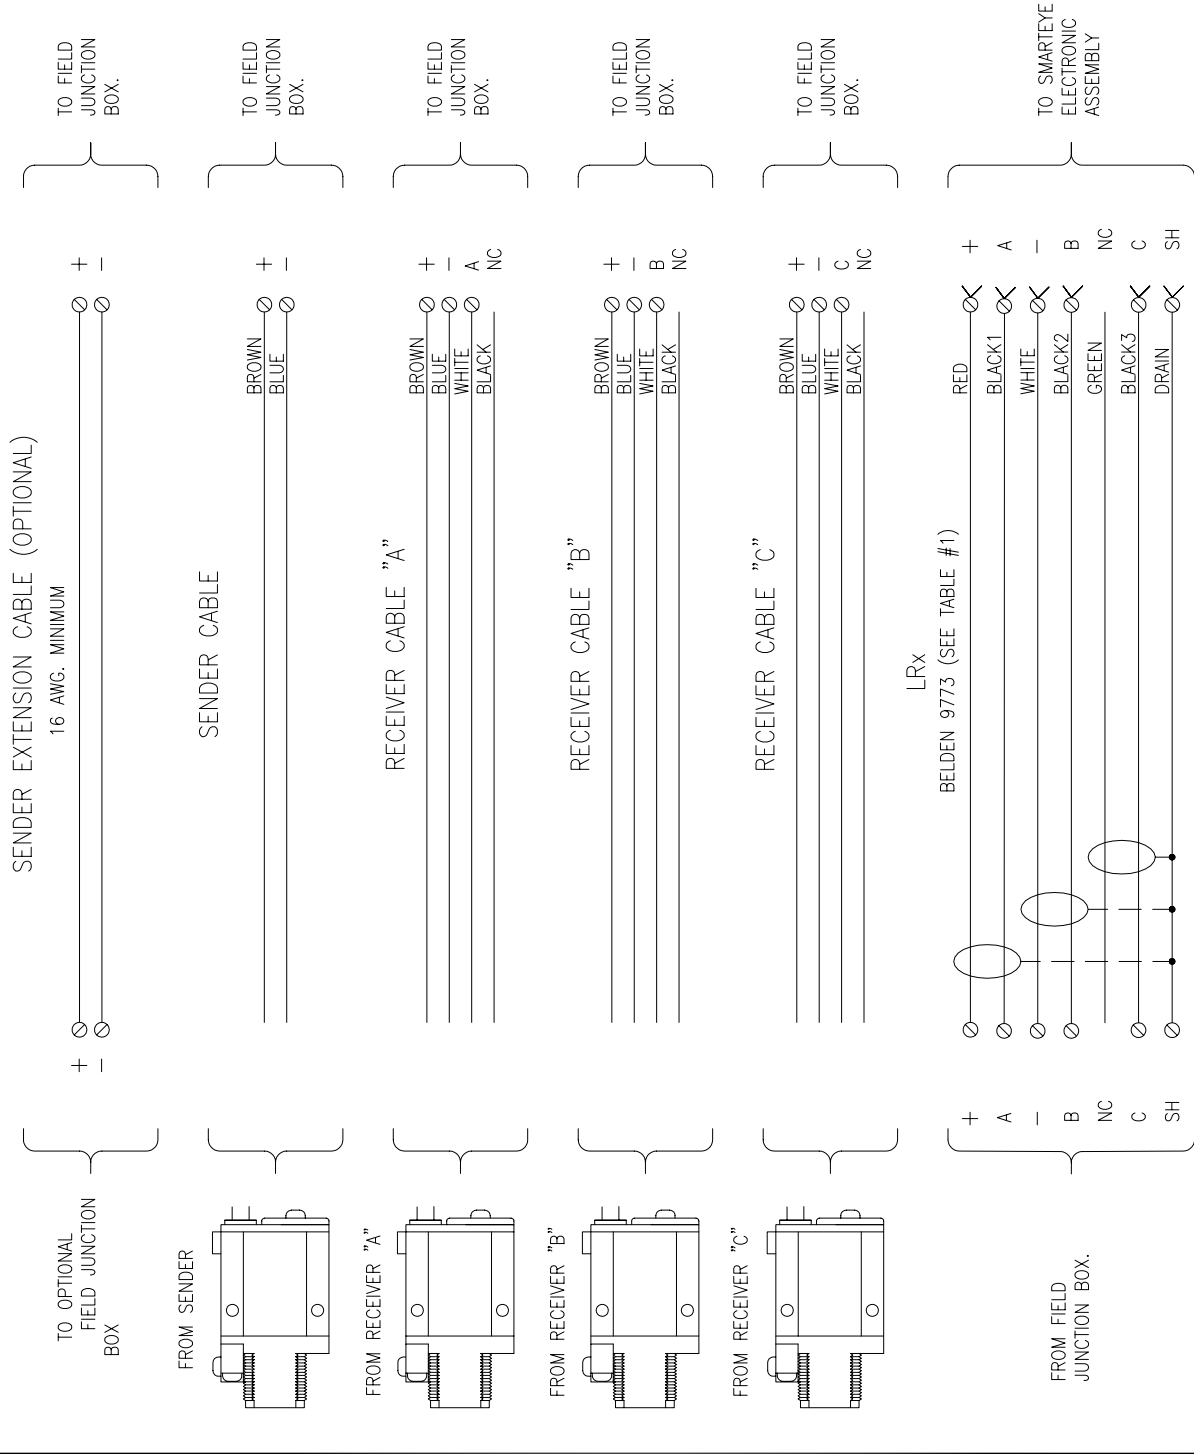 SENDER EXTENSION CABLE (OPTIONAL)
16 AWG. MINIMUM
TO OPTIONAL
FIELD JUNCTION
BOX
+
−
+
−
TO FIELD
JUNCTION
BOX.
SENDER CABLE
FROM SENDER
BROWN
BLUE
+
−
TO FIELD
JUNCTION
BOX.
RECEIVER CABLE "A"
FROM RECEIVER "A"
BROWN
BLUE
WHITE
BLACK
+
−
A
NC
TO FIELD
JUNCTION
BOX.
RECEIVER CABLE "B"
FROM RECEIVER "B"
BROWN
BLUE
WHITE
BLACK
+
−
B
NC
TO FIELD
JUNCTION
BOX.
RECEIVER CABLE "C"
FROM RECEIVER "C"
BROWN
BLUE
WHITE
BLACK
+
−
C
NC
TO FIELD
JUNCTION
BOX.
LRx
BELDEN 9773 (SEE TABLE #1)
FROM FIELD
JUNCTION BOX.
+
A
−
B
NC
C
SH
RED
BLACK1
WHITE
BLACK2
GREEN
BLACK3
DRAIN
+
A
−
B
NC
C
SH
TO SMARTEYE
ELECTRONIC
ASSEMBLY